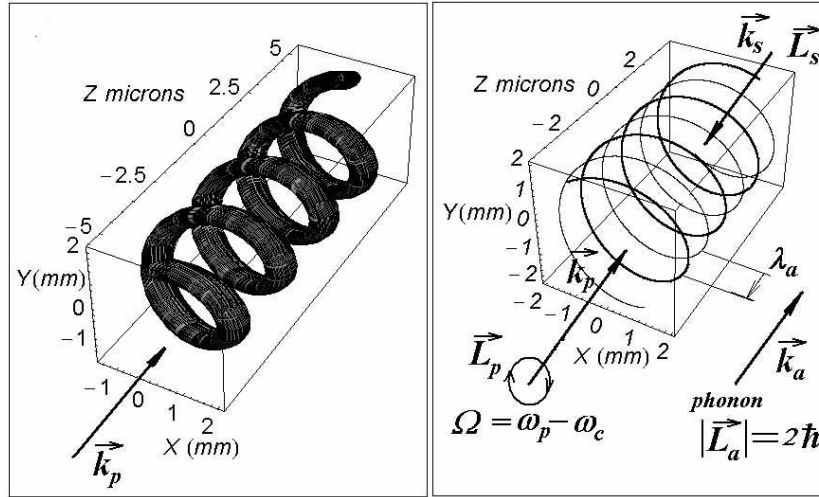 5
2.5
Z microns
0
−2.5
−5
2
1
Y(mm)
0
−1
−1
0
1
2
X (mm)
k_p
k_s
L_s
2
0
Z microns
−2
2
1
Y(mm)
0
−1
−2
−2
−1
0
1
2
X (mm)
k_p
λ_a
L_p
k_a
phonon
Ω = ω_p − ω_c
|L_a| = 2ħ